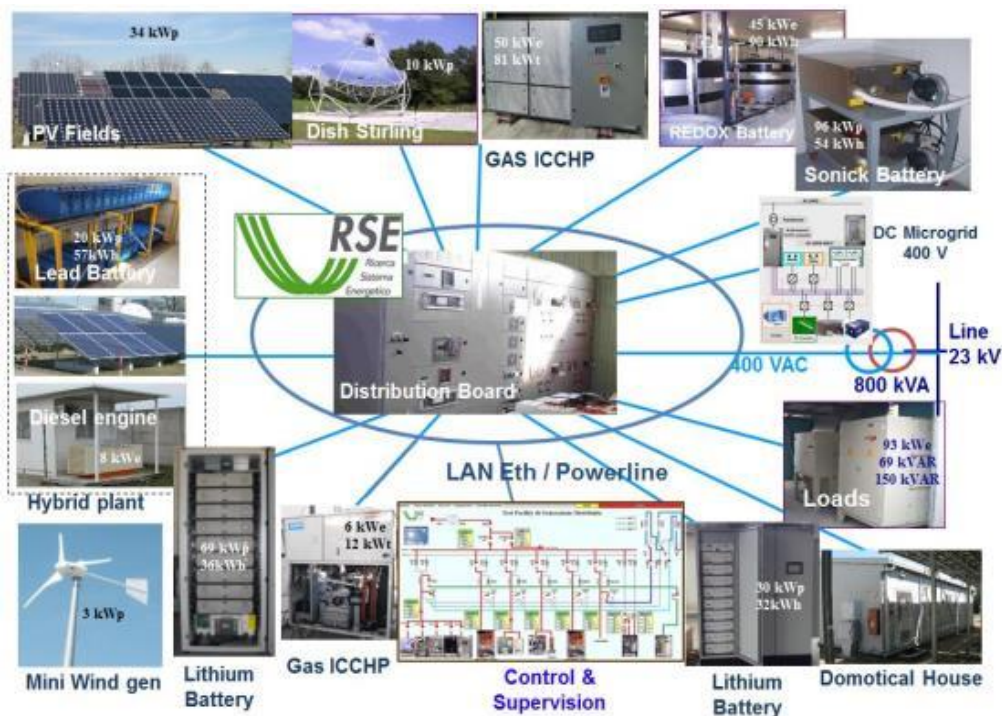 34 kWp
PV Fields
10 kWp
Dish Stirling
50 kWe
81 kWt
GAS ICCHP
45 kWe
90 kWh
REDOX Battery
96 kWp
54 kWh
Sonick Battery
20 kWp
57kWh
Lead Battery
RSE
Ricerca
Sistema
Energetico
DC Microgrid
400 V
Line
23 kV
400 VAC
800 kVA
Distribution Board
Diesel engine
8 kWe
Hybrid plant
LAN Eth / Powerline
93 kWe
69 kVAR
150 kVAR
Loads
3 kWp
Mini Wind gen
69 kWp
36kWh
Lithium
Battery
6 kWe
12 kWt
Gas ICCHP
Control &
Supervision
30 kWp
32kWh
Lithium
Battery
Domotical House